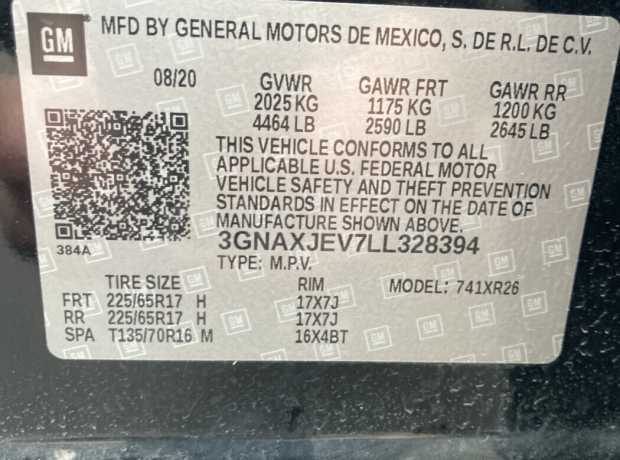 GM MFD BY GENERAL MOTORS DE MEXICO, S. DE R.L. DE C.V.
08/20 GVWR GAWR FRT GAWR RR
2025 KG 1175 KG 1200 KG
4464 LB 2590 LB 2645 LB
THIS VEHICLE CONFORMS TO ALL
APPLICABLE U.S. FEDERAL MOTOR
VEHICLE SAFETY AND THEFT PREVENTION
STANDARDS IN EFFECT ON THE DATE OF
MANUFACTURE SHOWN ABOVE.
384A 3GNAXJEV7LL328394
TYPE: M.P.V.
TIRE SIZE RIM MODEL: 741XR26
FRT 225/65R17 H 17X7J
RR 225/65R17 H 17X7J
SPA T135/70R16 M 16X4BT